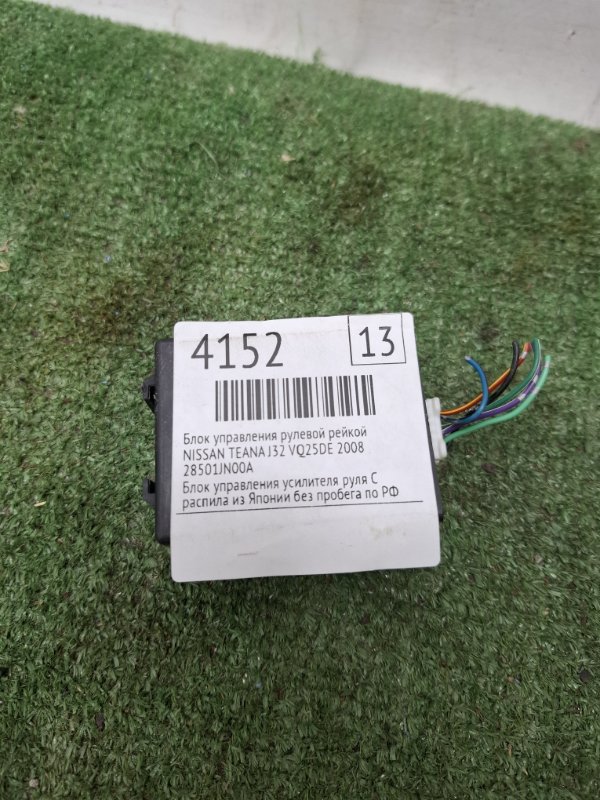 4152
13
Блок управления рулевой рейкой
NISSAN TEANA J32 VQ25DE 2008
28501JN00A
Блок управления усилителя руля С
распила из Японии без пробега по РФ